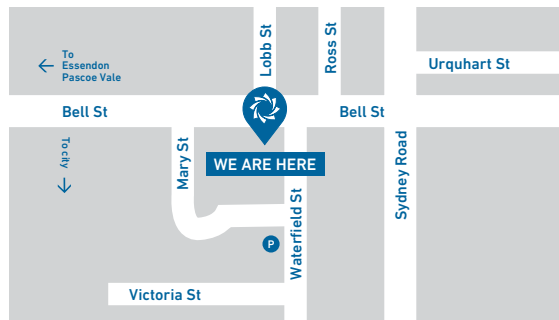 Lobb St
Ross St
To
Essendon
Pascoe Vale
Urquhart St
Bell St
Bell St
To city
Mary St
WE ARE HERE
Sydney Road
Waterfield St
P
Victoria St